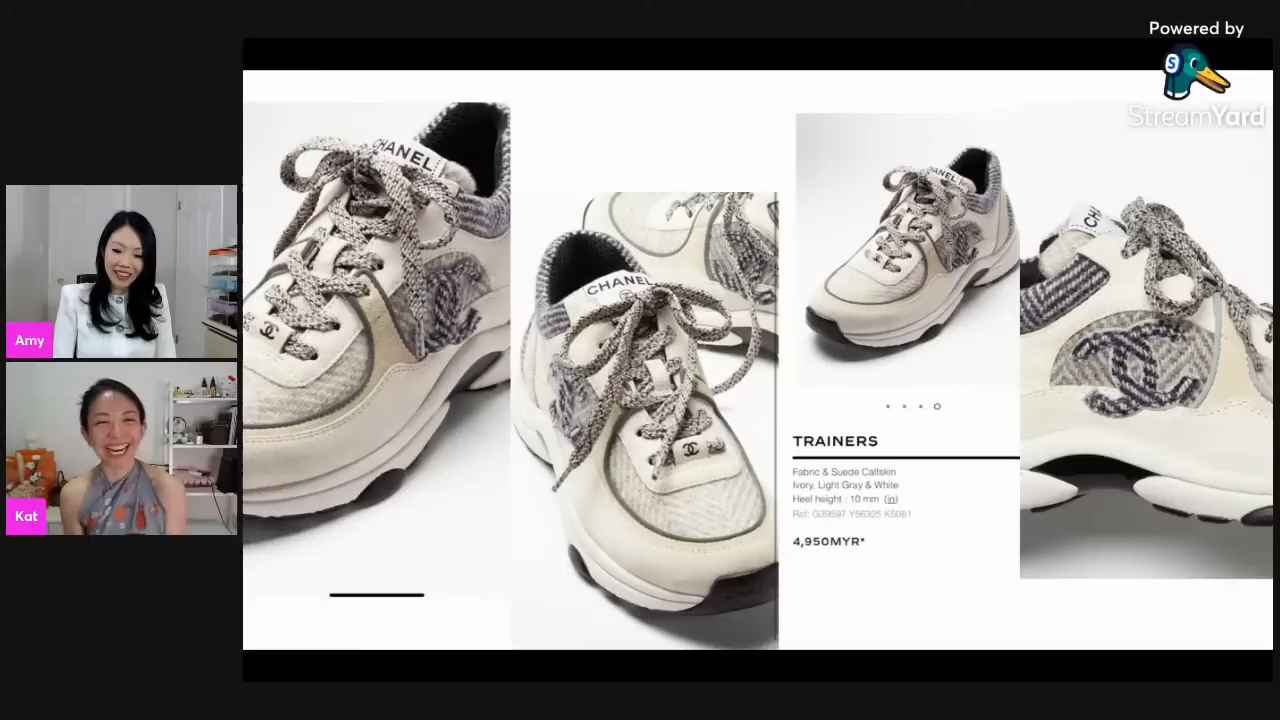 Powered by
StreamYard
Amy
Kat
CHANEL
CHANEL
CHANEL
CH
TRAINERS
Fabric & Suede Calfskin
Ivory, Light Gray & White
Heel height : 10 mm (in)
Ref: G39597 Y56325 K5061
4,950MYR*